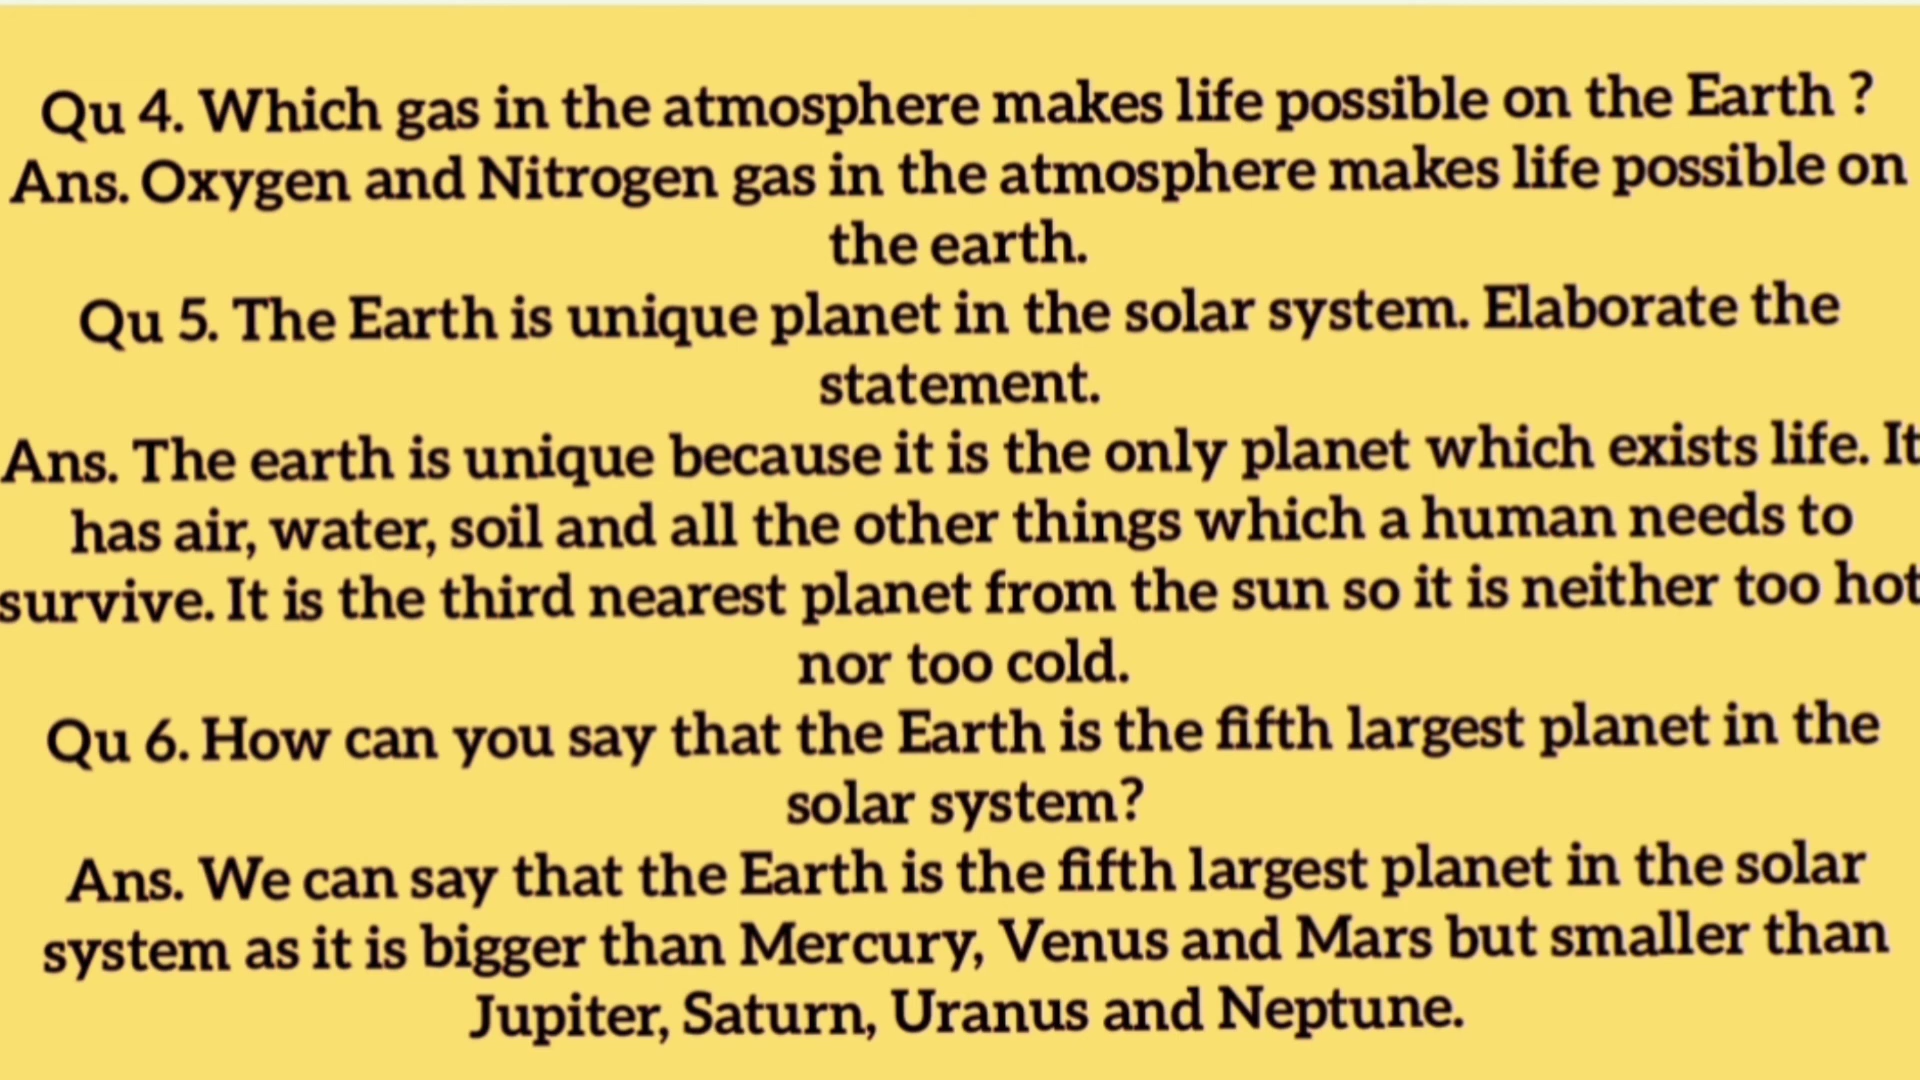 Qu 4. Which gas in the atmosphere makes life possible on the Earth ?
Ans. Oxygen and Nitrogen gas in the atmosphere makes life possible on
the earth.
Qu 5. The Earth is unique planet in the solar system. Elaborate the
statement.
Ans. The earth is unique because it is the only planet which exists life. It
has air, water, soil and all the other things which a human needs to
survive. It is the third nearest planet from the sun so it is neither too hot
nor too cold.
Qu 6. How can you say that the Earth is the fifth largest planet in the
solar system?
Ans. We can say that the Earth is the fifth largest planet in the solar
system as it is bigger than Mercury, Venus and Mars but smaller than
Jupiter, Saturn, Uranus and Neptune.